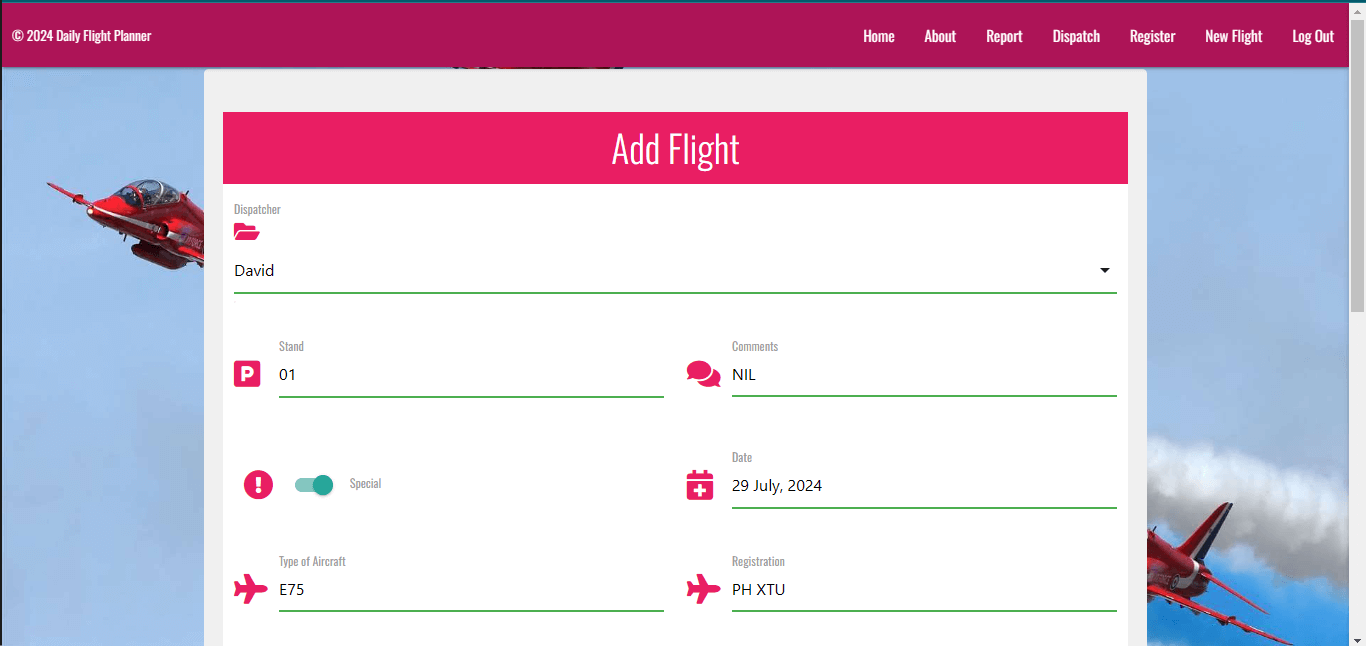 © 2024 Daily Flight Planner
Home About Report Dispatch Register New Flight Log Out
Add Flight
Dispatcher
David
Stand
01
Comments
NIL
Special
Date
29 July, 2024
Type of Aircraft
E75
Registration
PH XTU